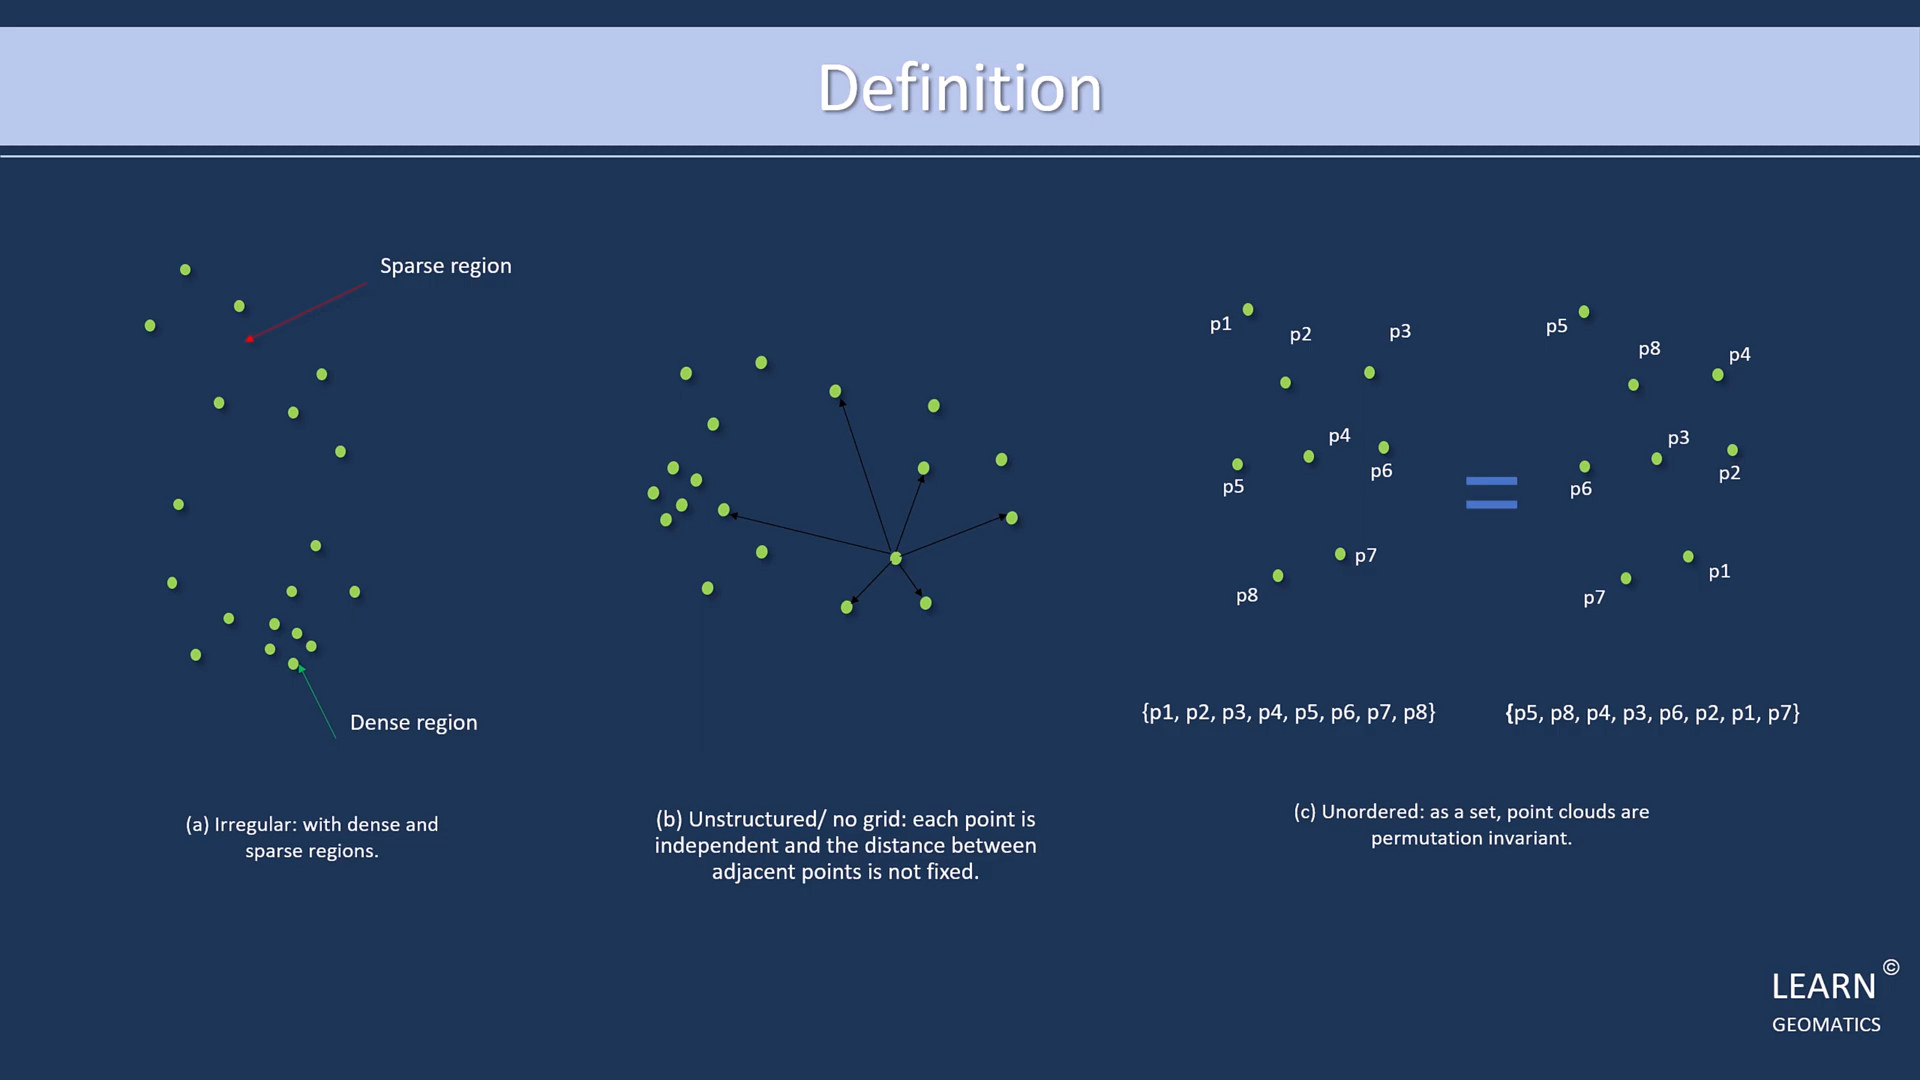 Definition
Sparse region
Dense region
(a) Irregular: with dense and
sparse regions.
(b) Unstructured/ no grid: each point is
independent and the distance between
adjacent points is not fixed.
p1
p2
p3
p4
p6
p5
p7
p8
{p1, p2, p3, p4, p5, p6, p7, p8}
p5
p8
p4
p3
p2
p6
p1
p7
{p5, p8, p4, p3, p6, p2, p1, p7}
(c) Unordered: as a set, point clouds are
permutation invariant.
LEARN ©
GEOMATICS